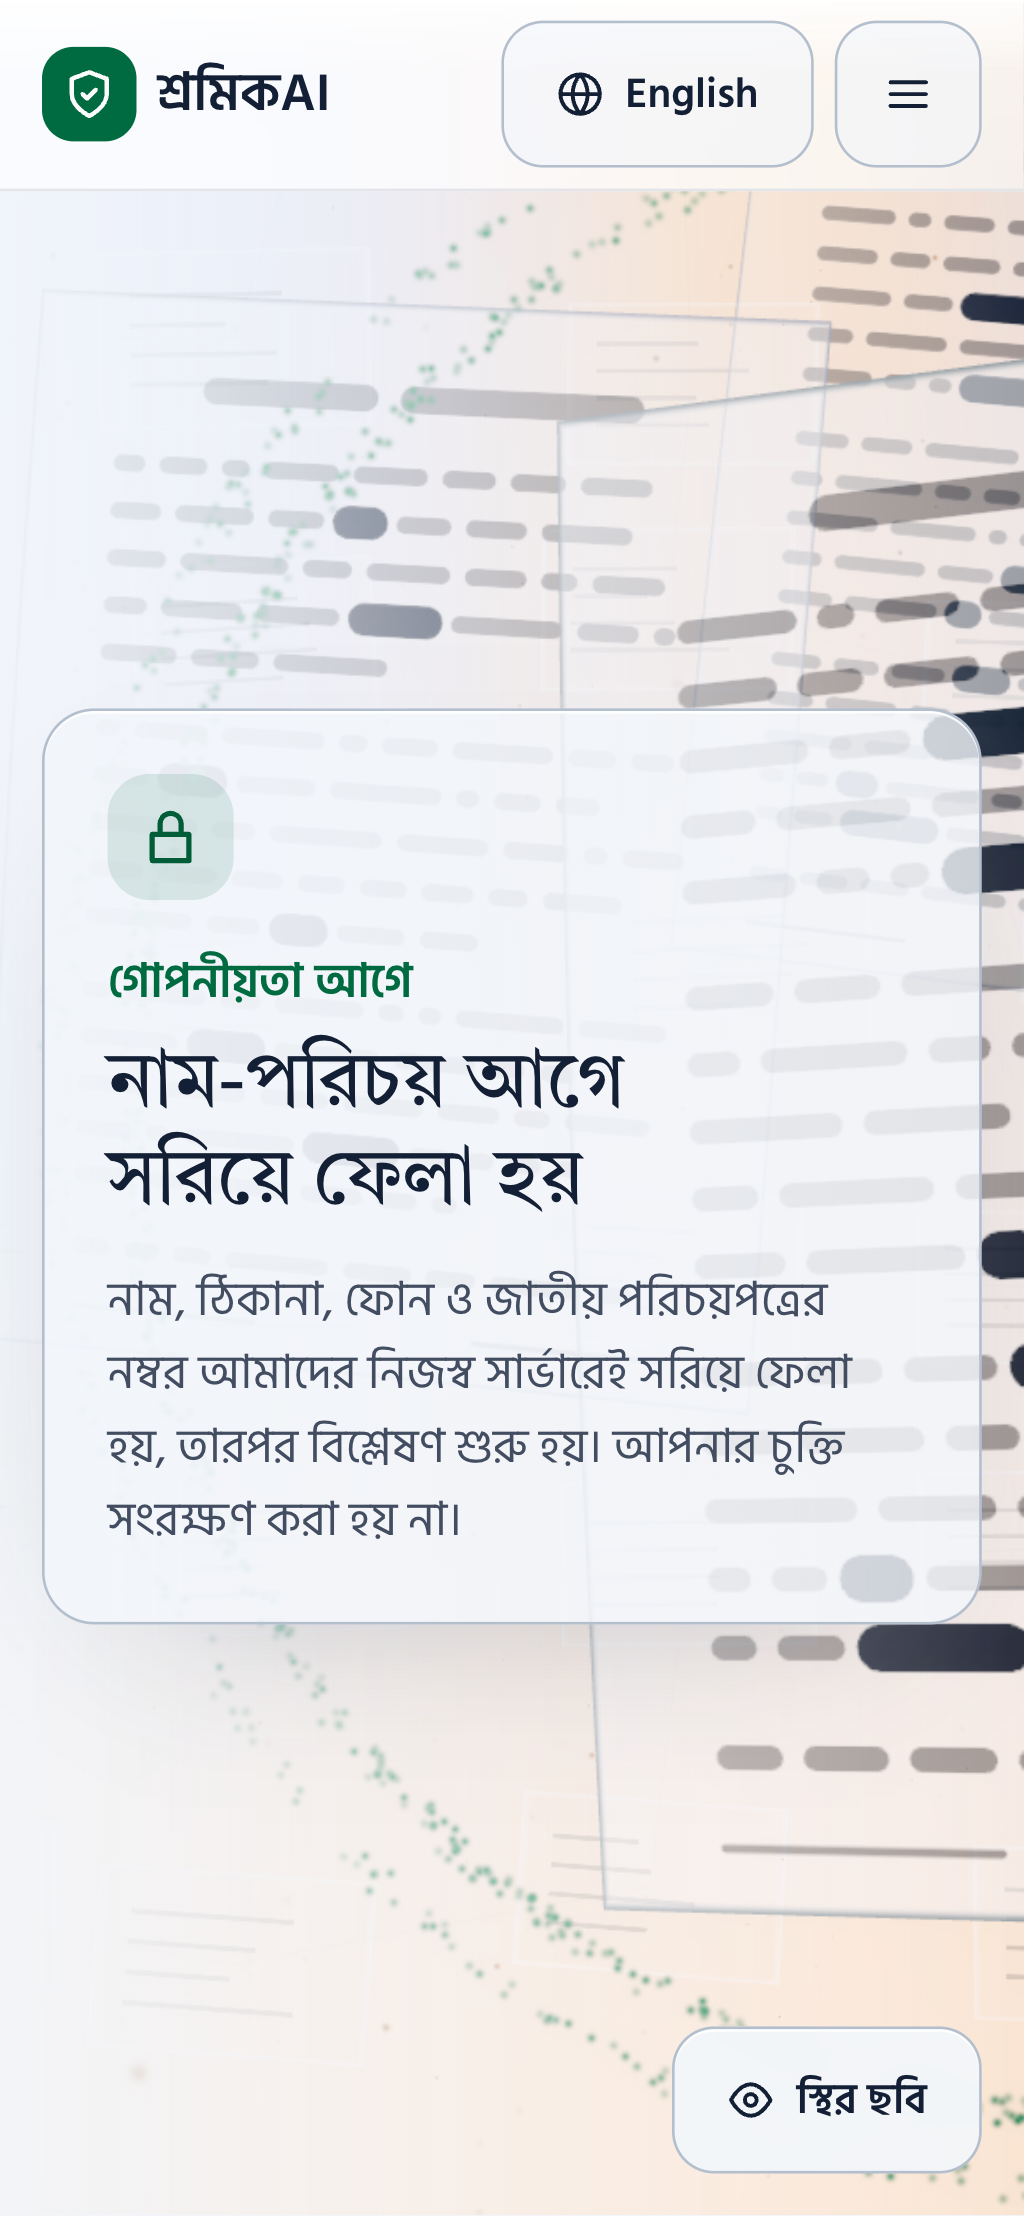 শ্রমিকAI
English
গোপনীয়তা আগে
নাম-পরিচয় আগে
সরিয়ে ফেলা হয়
নাম, ঠিকানা, ফোন ও জাতীয় পরিচয়পত্রের
নম্বর আমাদের নিজস্ব সার্ভারেই সরিয়ে ফেলা
হয়, তারপর বিশ্লেষণ শুরু হয়। আপনার চুক্তি
সংরক্ষণ করা হয় না।
স্থির ছবি